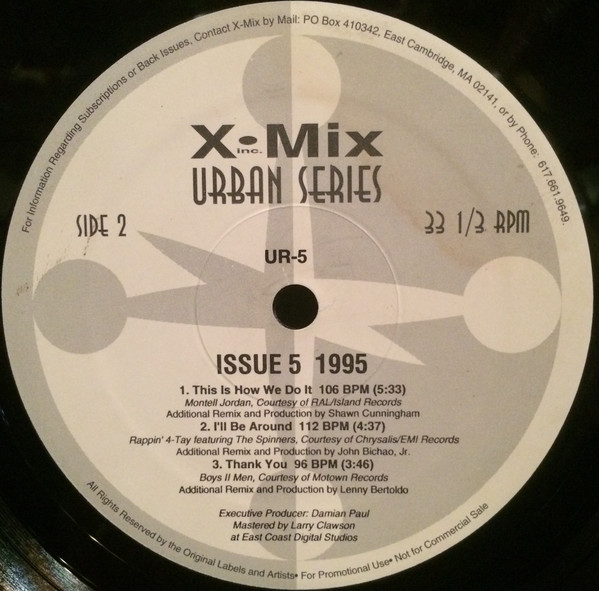 For Information Regarding Subscriptions or Back Issues, Contact X-Mix by Mail: PO Box 410342, East Cambridge, MA 02141, or by Phone: 617.661.9649.
X•Mix
inc.
URBAN SERIES
SIDE 2
33 1/3 RPM
UR-5
ISSUE 5 1995
1. This Is How We Do It 106 BPM (5:33)
Montell Jordan, Courtesy of RAL/Island Records
Additional Remix and Production by Shawn Cunningham
2. I'll Be Around 112 BPM (4:37)
Rappin' 4-Tay featuring The Spinners, Courtesy of Chrysalis/EMI Records
Additional Remix and Production by John Bichao, Jr.
3. Thank You 96 BPM (3:46)
Boys II Men, Courtesy of Motown Records
Additional Remix and Production by Lenny Bertoldo
Executive Producer: Damian Paul
Mastered by Larry Clawson
at East Coast Digital Studios
All Rights Reserved by the Original Labels and Artists• For Promotional Use• Not for Commercial Sale